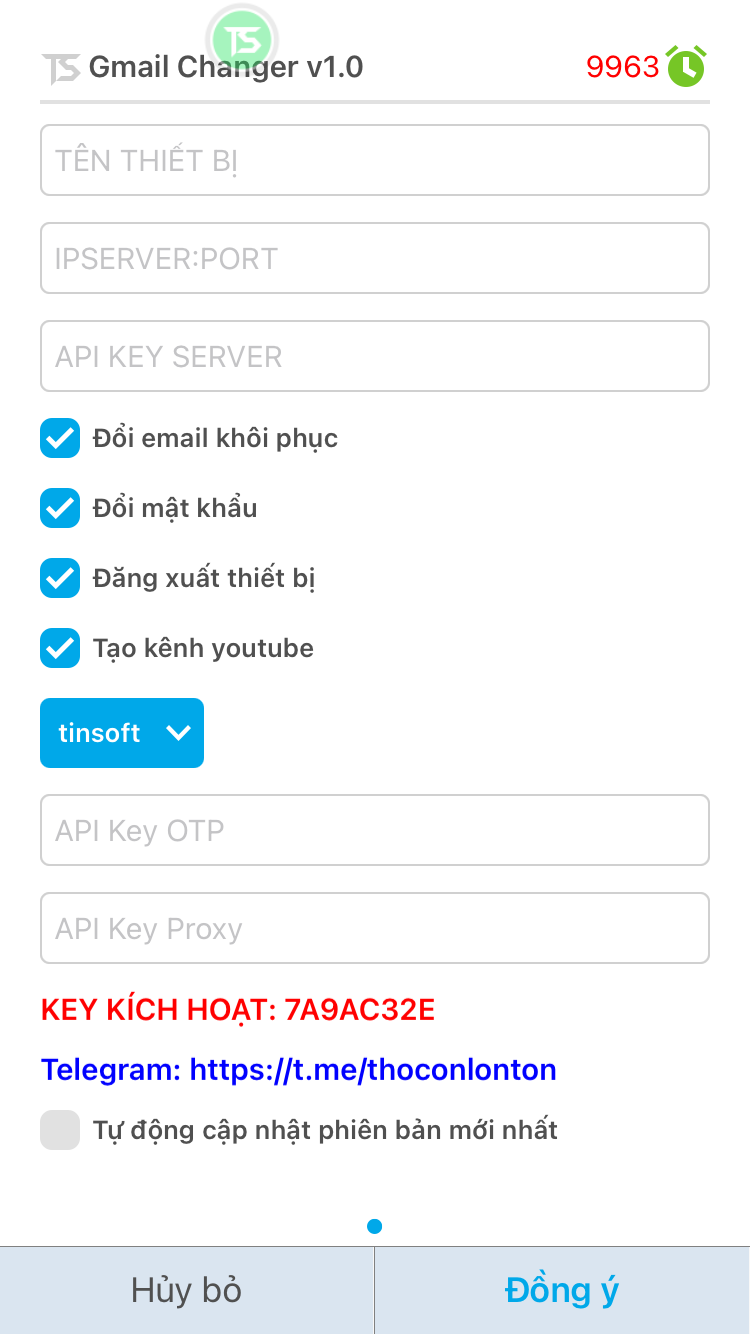 TS
TS Gmail Changer v1.0 9963
TÊN THIẾT BỊ
IPSERVER:PORT
API KEY SERVER
Đổi email khôi phục
Đổi mật khẩu
Đăng xuất thiết bị
Tạo kênh youtube
tinsoft
API Key OTP
API Key Proxy
KEY KÍCH HOẠT: 7A9AC32E
Telegram: https://t.me/thoconlonton
Tự động cập nhật phiên bản mới nhất
Hủy bỏ Đồng ý